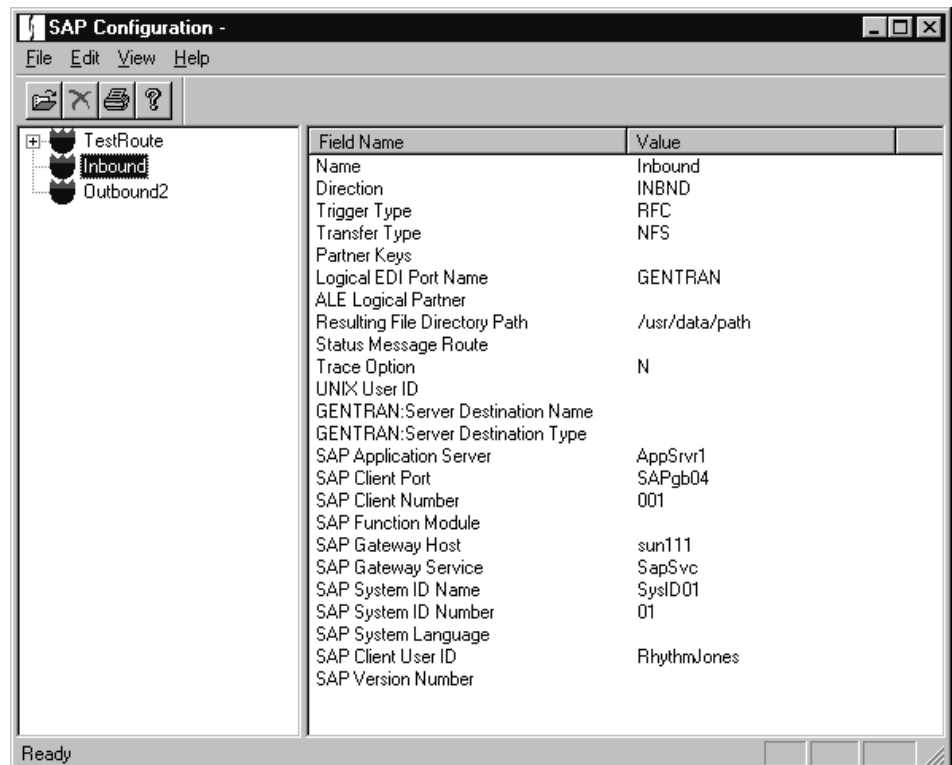 SAP Configuration -
File Edit View Help
TestRoute
Inbound
Outbound2
Field Name Value
Name Inbound
Direction INBND
Trigger Type RFC
Transfer Type NFS
Partner Keys
Logical EDI Port Name GENTRAN
ALE Logical Partner
Resulting File Directory Path /usr/data/path
Status Message Route
Trace Option N
UNIX User ID
GENTRAN:Server Destination Name
GENTRAN:Server Destination Type
SAP Application Server AppSrvr1
SAP Client Port SAPgb04
SAP Client Number 001
SAP Function Module
SAP Gateway Host sun111
SAP Gateway Service SapSvc
SAP System ID Name SysID01
SAP System ID Number 01
SAP System Language
SAP Client User ID RhythmJones
SAP Version Number
Ready